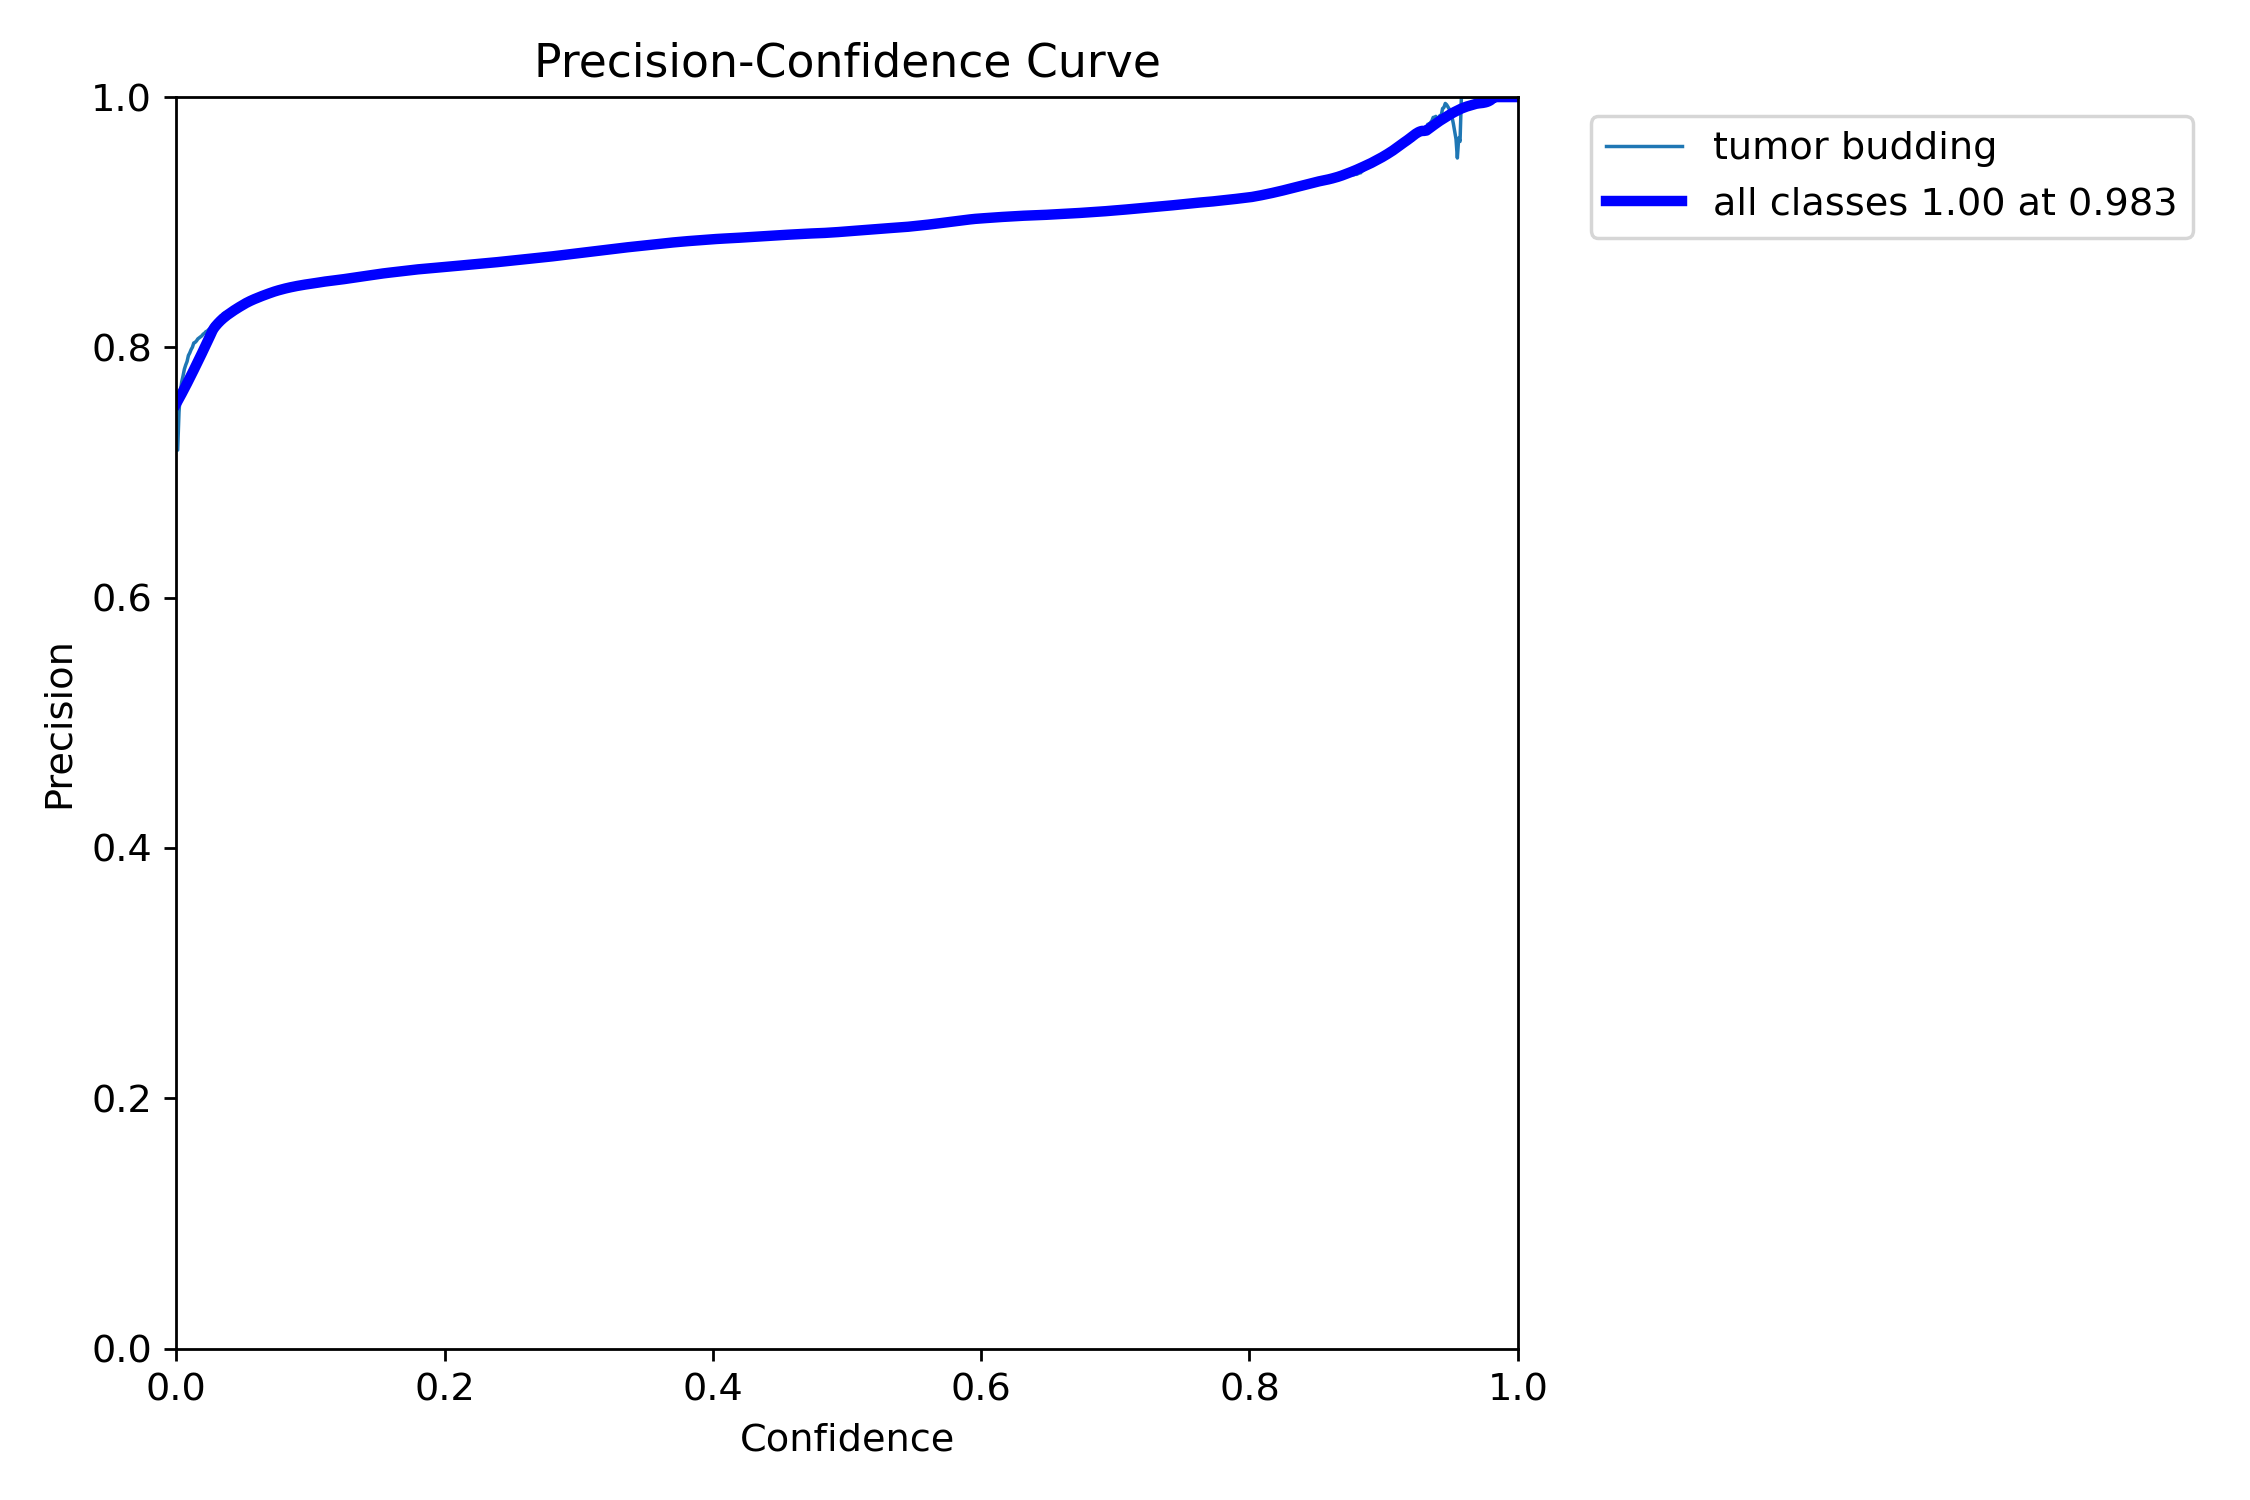 Precision-Confidence Curve
1.0
0.8
0.6
0.4
0.2
0.0
Precision
0.0 0.2 0.4 0.6 0.8 1.0
Confidence
tumor budding
all classes 1.00 at 0.983